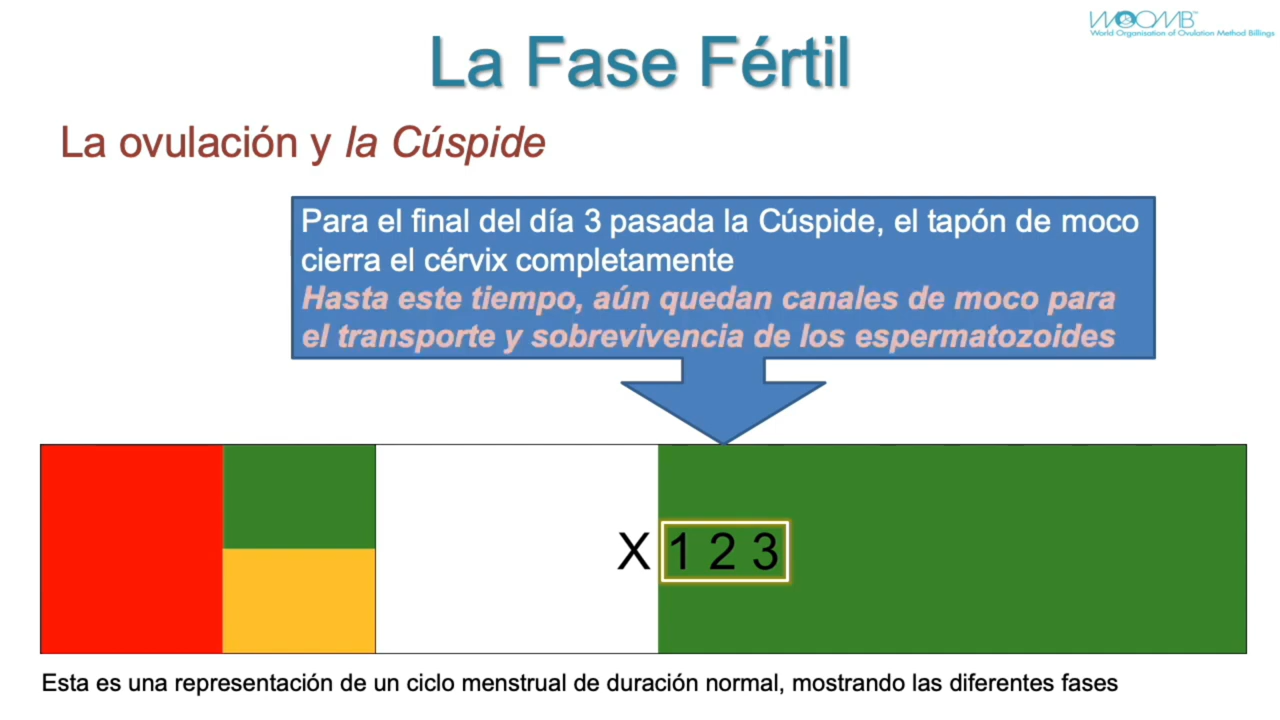 WOOMB™
World Organisation of Ovulation Method Billings
La Fase Fértil
La ovulación y la Cúspide
Para el final del día 3 pasada la Cúspide, el tapón de moco
cierra el cérvix completamente
Hasta este tiempo, aún quedan canales de moco para
el transporte y sobrevivencia de los espermatozoides
X 1 2 3
Esta es una representación de un ciclo menstrual de duración normal, mostrando las diferentes fases